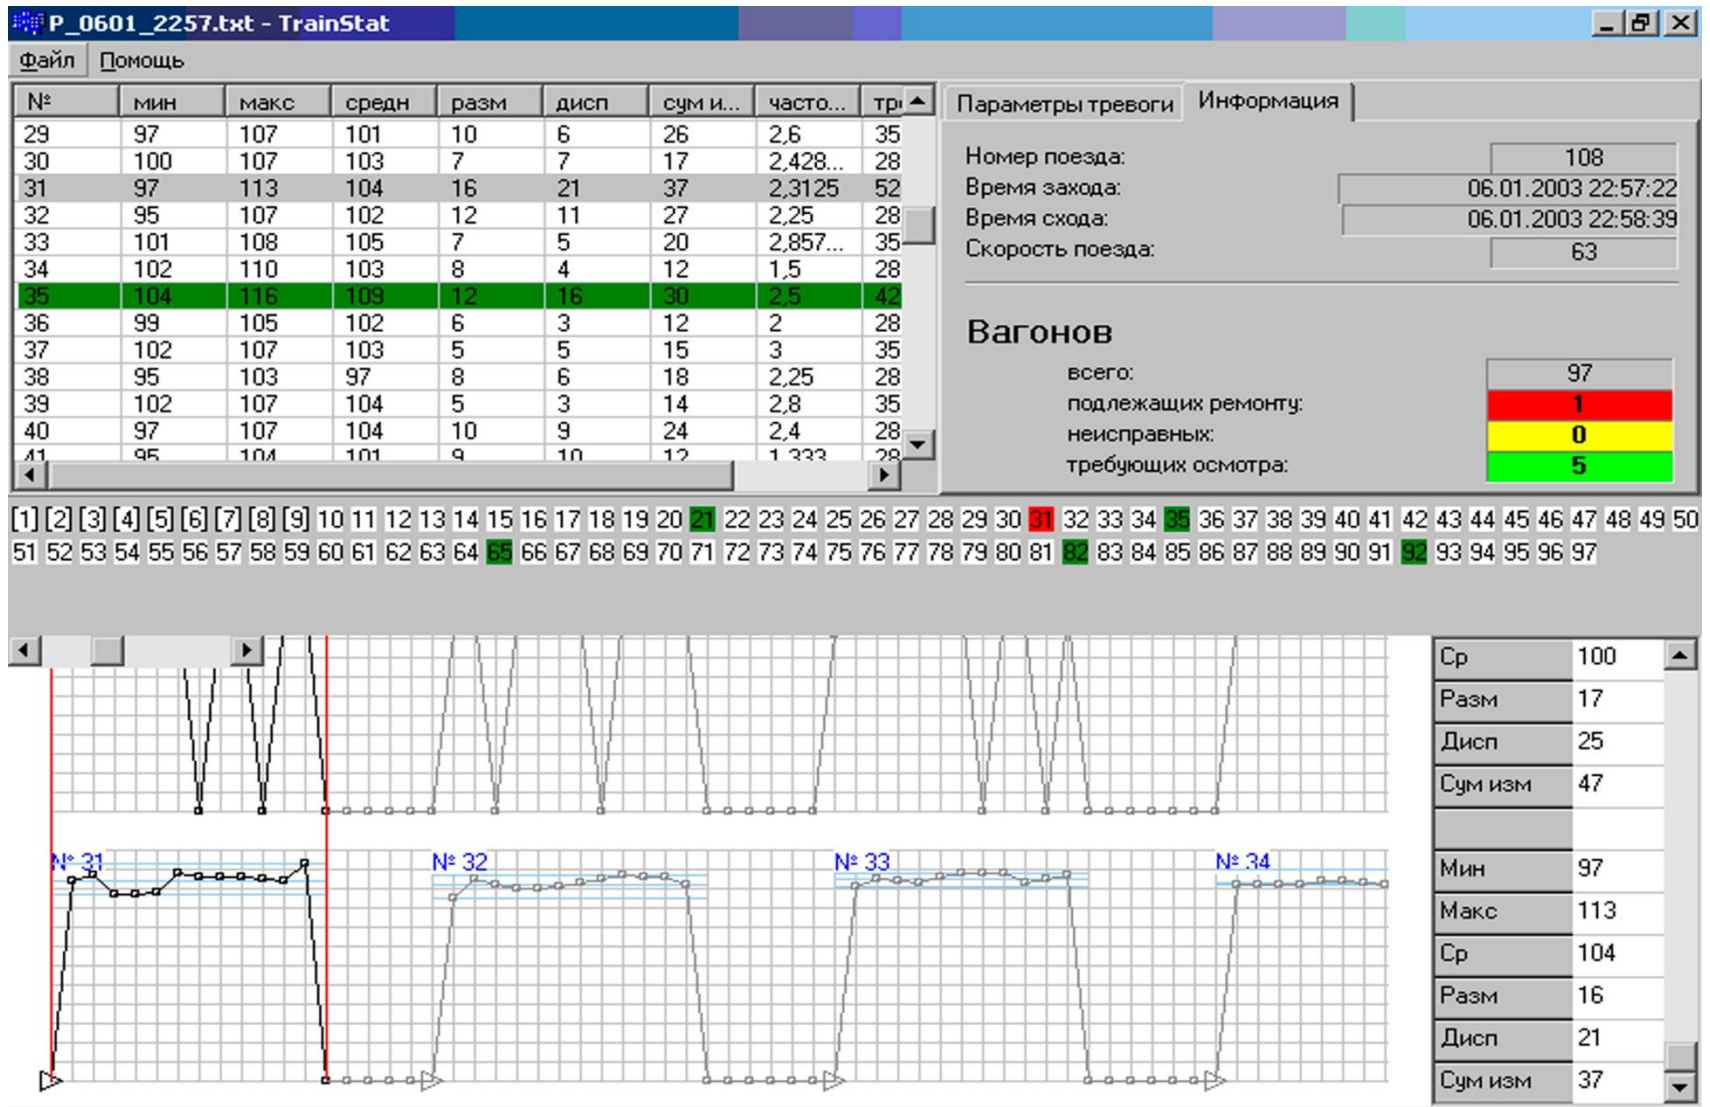 P_0601_2257.txt - TrainStat
Файл Помощь
№ мин макс средн разм дисп сум и... часто...
29 97 107 101 10 6 26 2,6 35
30 100 107 103 7 7 17 2,428... 28
31 97 113 104 16 21 37 2,3125 52
32 95 107 102 12 11 27 2,25 28
33 101 108 105 7 5 20 2,857... 35
34 102 110 103 8 4 12 1,5 28
35 104 116 109 12 16 30 2,5 42
36 99 105 102 6 3 12 2 28
37 102 107 103 5 5 15 3 35
38 95 103 97 8 6 18 2,25 28
39 102 107 104 5 3 14 2,8 35
40 97 107 104 10 9 24 2,4 28
41 95 104 101 9 10 12 1,333 28
Параметры тревоги Информация
Номер поезда: 108
Время захода: 06.01.2003 22:57:22
Время схода: 06.01.2003 22:58:39
Скорость поезда: 63
Вагонов
всего: 97
подлежащих ремонту: 1
неисправных: 0
требующих осмотра: 5
[1] [2] [3] [4] [5] [6] [7] [8] [9] 10 11 12 13 14 15 16 17 18 19 20 21 22 23 24 25 26 27 28 29 30 31 32 33 34 35 36 37 38 39 40 41 42 43 44 45 46 47 48 49 50
51 52 53 54 55 56 57 58 59 60 61 62 63 64 65 66 67 68 69 70 71 72 73 74 75 76 77 78 79 80 81 82 83 84 85 86 87 88 89 90 91 92 93 94 95 96 97
№ 31 № 32 № 33 № 34
Ср 100
Разм 17
Дисп 25
Сум изм 47
Мин 97
Макс 113
Ср 104
Разм 16
Дисп 21
Сум изм 37